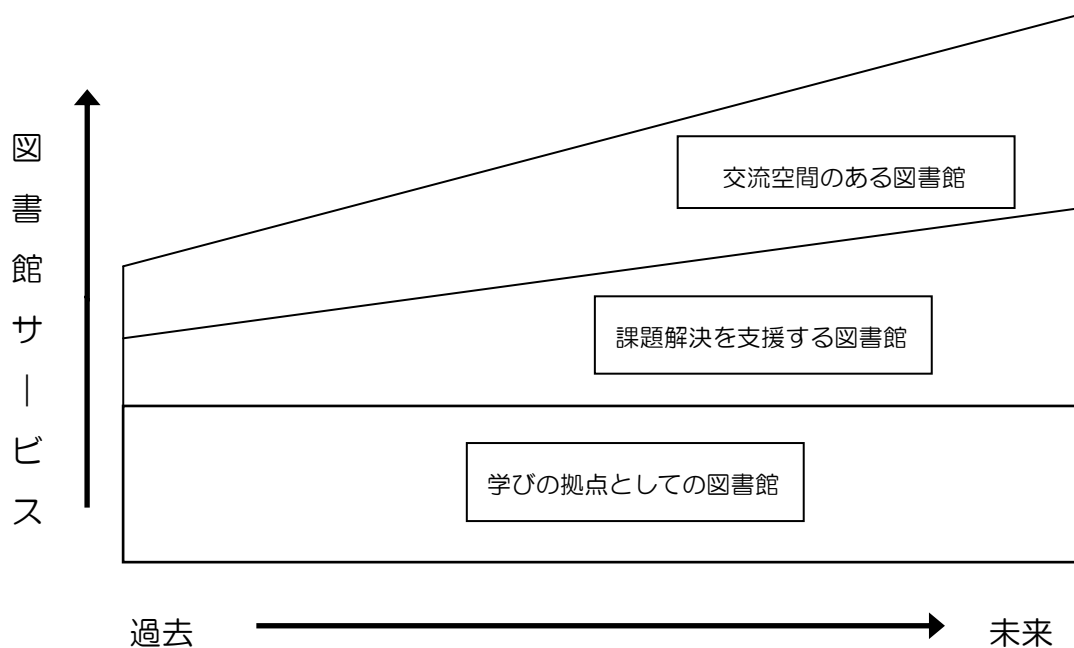 図書館サービス
交流空間のある図書館
課題解決を支援する図書館
学びの拠点としての図書館
過去
未来